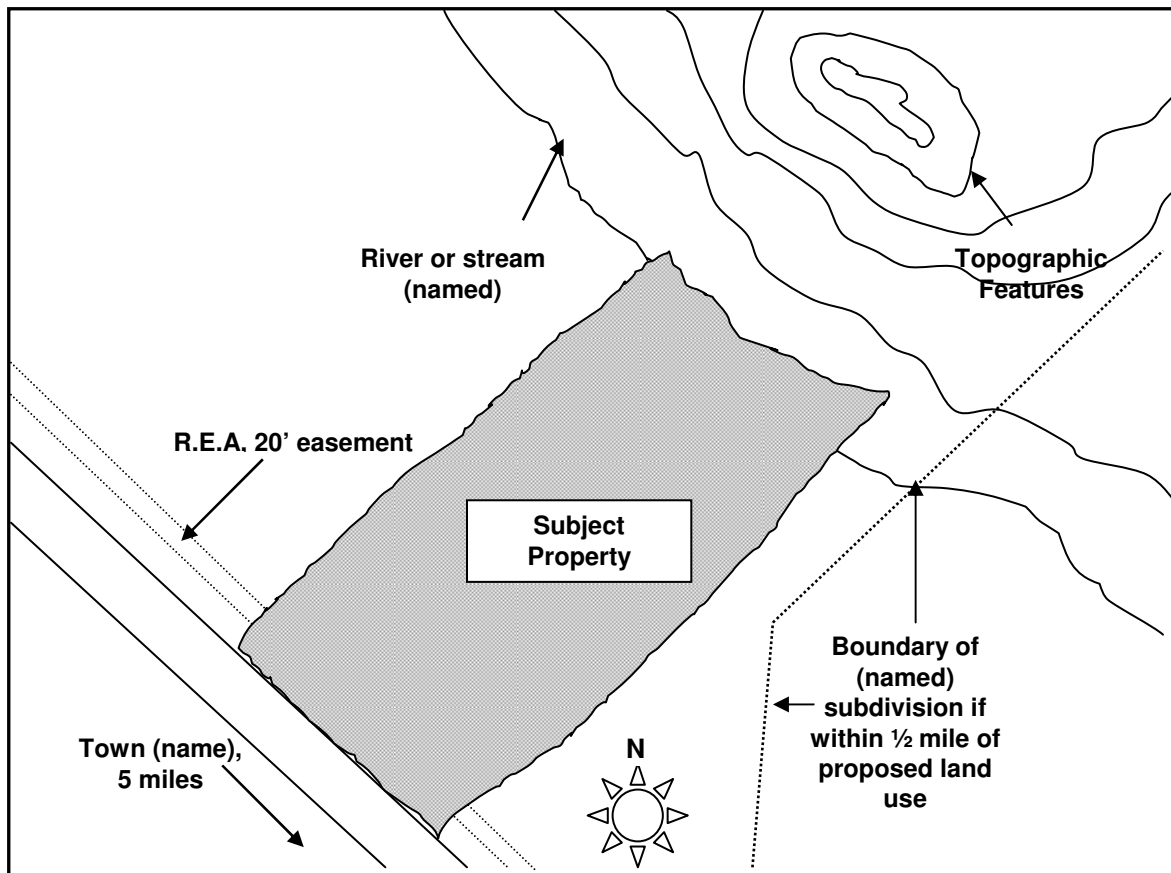 River or stream
(named)
Topographic
Features
R.E.A. 20’ easement
Subject
Property
Boundary of
(named)
subdivision if
within ½ mile of
proposed land
use
Town (name),
5 miles
N